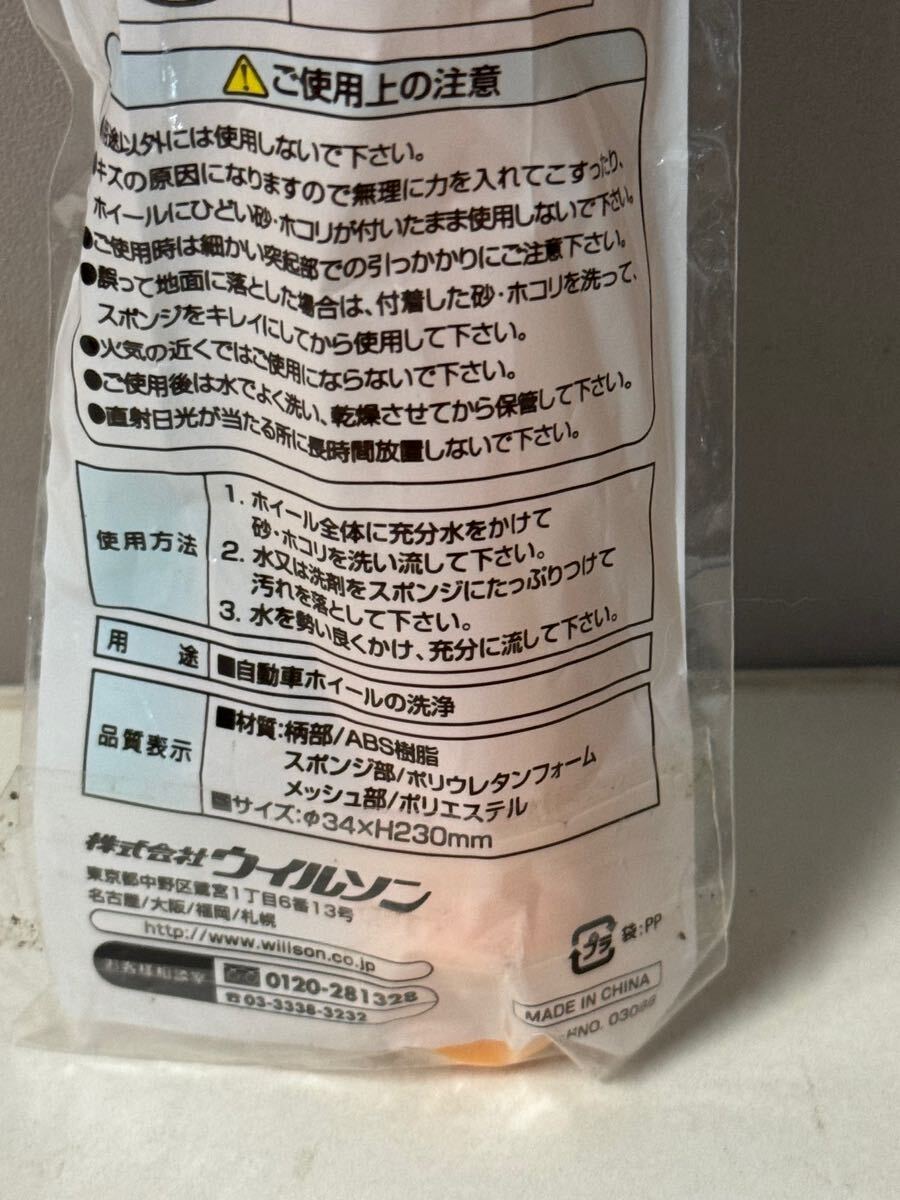 ご使用上の注意
以外には使用しないで下さい。
●キズの原因になりますので無理に力を入れてこすったり、
ホイールにひどい砂・ホコリが付いたまま使用しないで下さい。
●ご使用時は細かい突起部での引っかかりにご注意下さい。
●誤って地面に落とした場合は、付着した砂・ホコリを洗って、
スポンジをキレイにしてから使用して下さい。
●火気の近くではご使用にならないで下さい。
●ご使用後は水でよく洗い、乾燥させてから保管して下さい。
●直射日光が当たる所に長時間放置しないで下さい。
使用方法
1. ホイール全体に充分水をかけて
砂・ホコリを洗い流して下さい。
2. 水又は洗剤をスポンジにたっぷりつけて
汚れを落として下さい。
3. 水を勢い良くかけ、充分に流して下さい。
用途
■自動車ホイールの洗浄
品質表示
■材質:柄部/ABS樹脂
スポンジ部/ポリウレタンフォーム
メッシュ部/ポリエステル
■サイズ:φ34×H230mm
株式会社ウイルソン
東京都中野区鷺宮1丁目6番13号
名古屋/大阪/福岡/札幌
http://www.willson.co.jp
お客様相談室
0120-281328
☎03-3338-3232
プラ
袋:PP
MADE IN CHINA